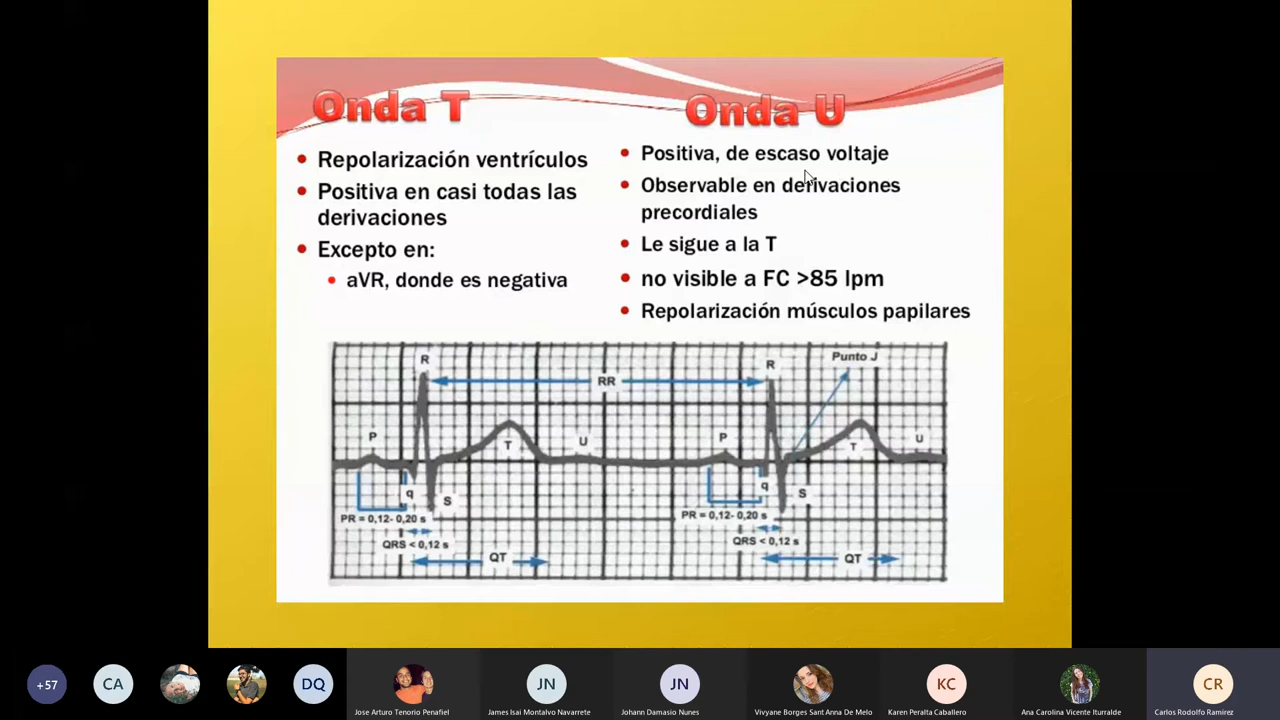 Onda T
Repolarización ventrículos
Positiva en casi todas las
derivaciones
Excepto en:
aVR, donde es negativa
Onda U
Positiva, de escaso voltaje
Observable en derivaciones
precordiales
Le sigue a la T
no visible a FC >85 lpm
Repolarización músculos papilares
R
RR
R
Punto J
P
T
U
P
T
U
q
S
q
S
PR = 0,12- 0,20 s
PR = 0,12- 0,20 s
QRS < 0,12 s
QRS < 0,12 s
QT
QT
+57
CA
DQ
JN
JN
KC
CR
Jose Arturo Tenorio Penafiel
James Isai Montalvo Navarrete
Johann Damasio Nunes
Vivyane Borges Sant Anna De Melo
Karen Peralta Caballero
Ana Carolina Vicente Iturralde
Carlos Rodolfo Ramirez